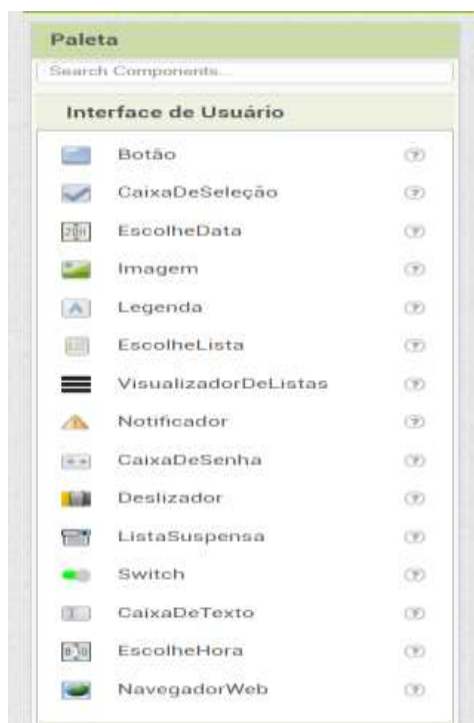 Paleta
Search Components...
Interface de Usuário
Botão
CaixaDeSeleção
EscolheData
Imagem
Legenda
EscolheLista
VisualizadorDeListas
Notificador
CaixaDeSenha
Deslizador
ListaSuspensa
Switch
CaixaDeTexto
EscolheHora
NavegadorWeb